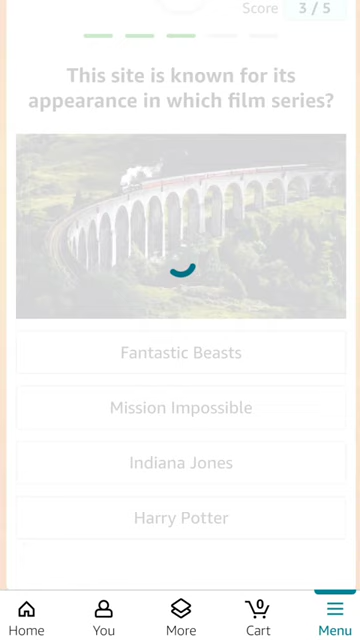 Score 3 / 5
This site is known for its
appearance in which film series?
Fantastic Beasts
Mission Impossible
Indiana Jones
Harry Potter
0
Home You More Cart Menu